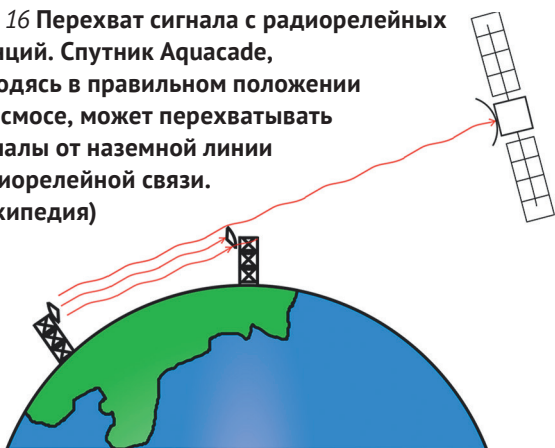 16 Перехват сигнала с радиорелейных
ций. Спутник Aquacade,
одясь в правильном положении
смосе, может перехватывать
налы от наземной линии
иорелейной связи.
кипедия)